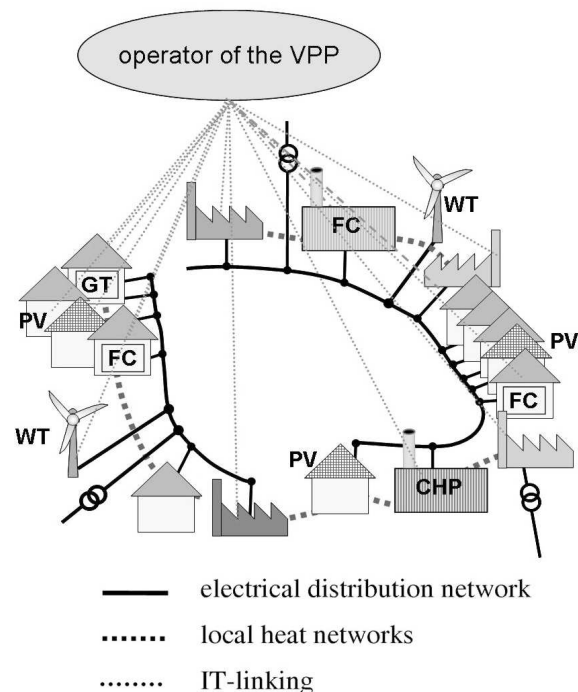 operator of the VPP
WT
FC
GT
PV
FC
PV
FC
WT
PV
CHP
electrical distribution network
local heat networks
IT-linking